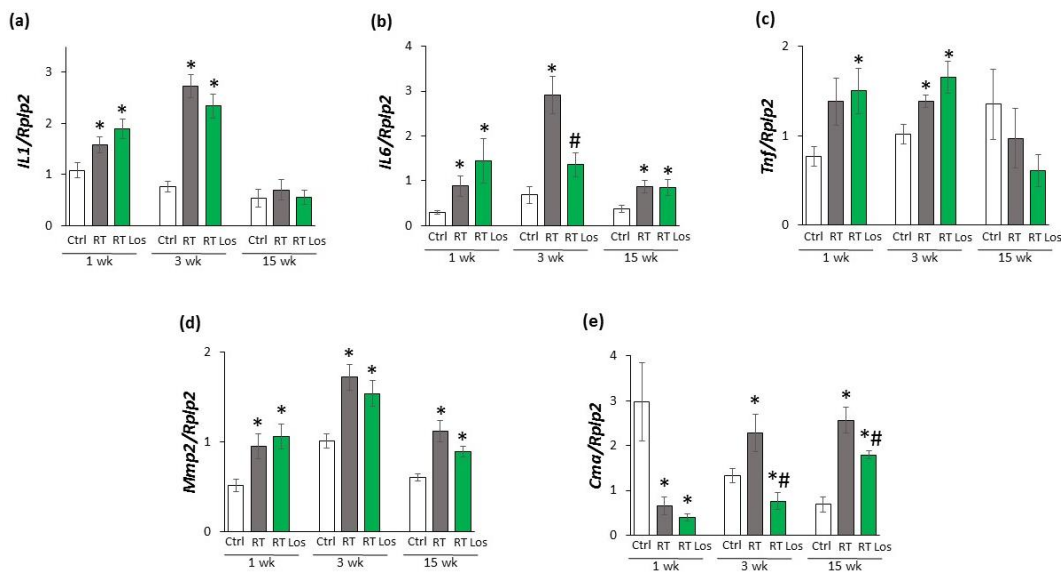 (a)
IL1/Rplp2
3
2
1
0
* * * *
Ctrl RT RT Los Ctrl RT RT Los Ctrl RT RT Los
1 wk 3 wk 15 wk
(b)
IL6/Rplp2
4
3
2
1
0
* * * # * *
Ctrl RT RT Los Ctrl RT RT Los Ctrl RT RT Los
1 wk 3 wk 15 wk
(c)
Tnf/Rplp2
2
1
0
* * *
Ctrl RT RT Los Ctrl RT RT Los Ctrl RT RT Los
1 wk 3 wk 15 wk
(d)
Mmp2/Rplp2
2
1
0
* * * * * *
Ctrl RT RT Los Ctrl RT RT Los Ctrl RT RT Los
1 wk 3 wk 15 wk
(e)
Cma/Rplp2
4
3
2
1
0
* * * *# * *#
Ctrl RT RT Los Ctrl RT RT Los Ctrl RT RT Los
1 wk 3 wk 15 wk